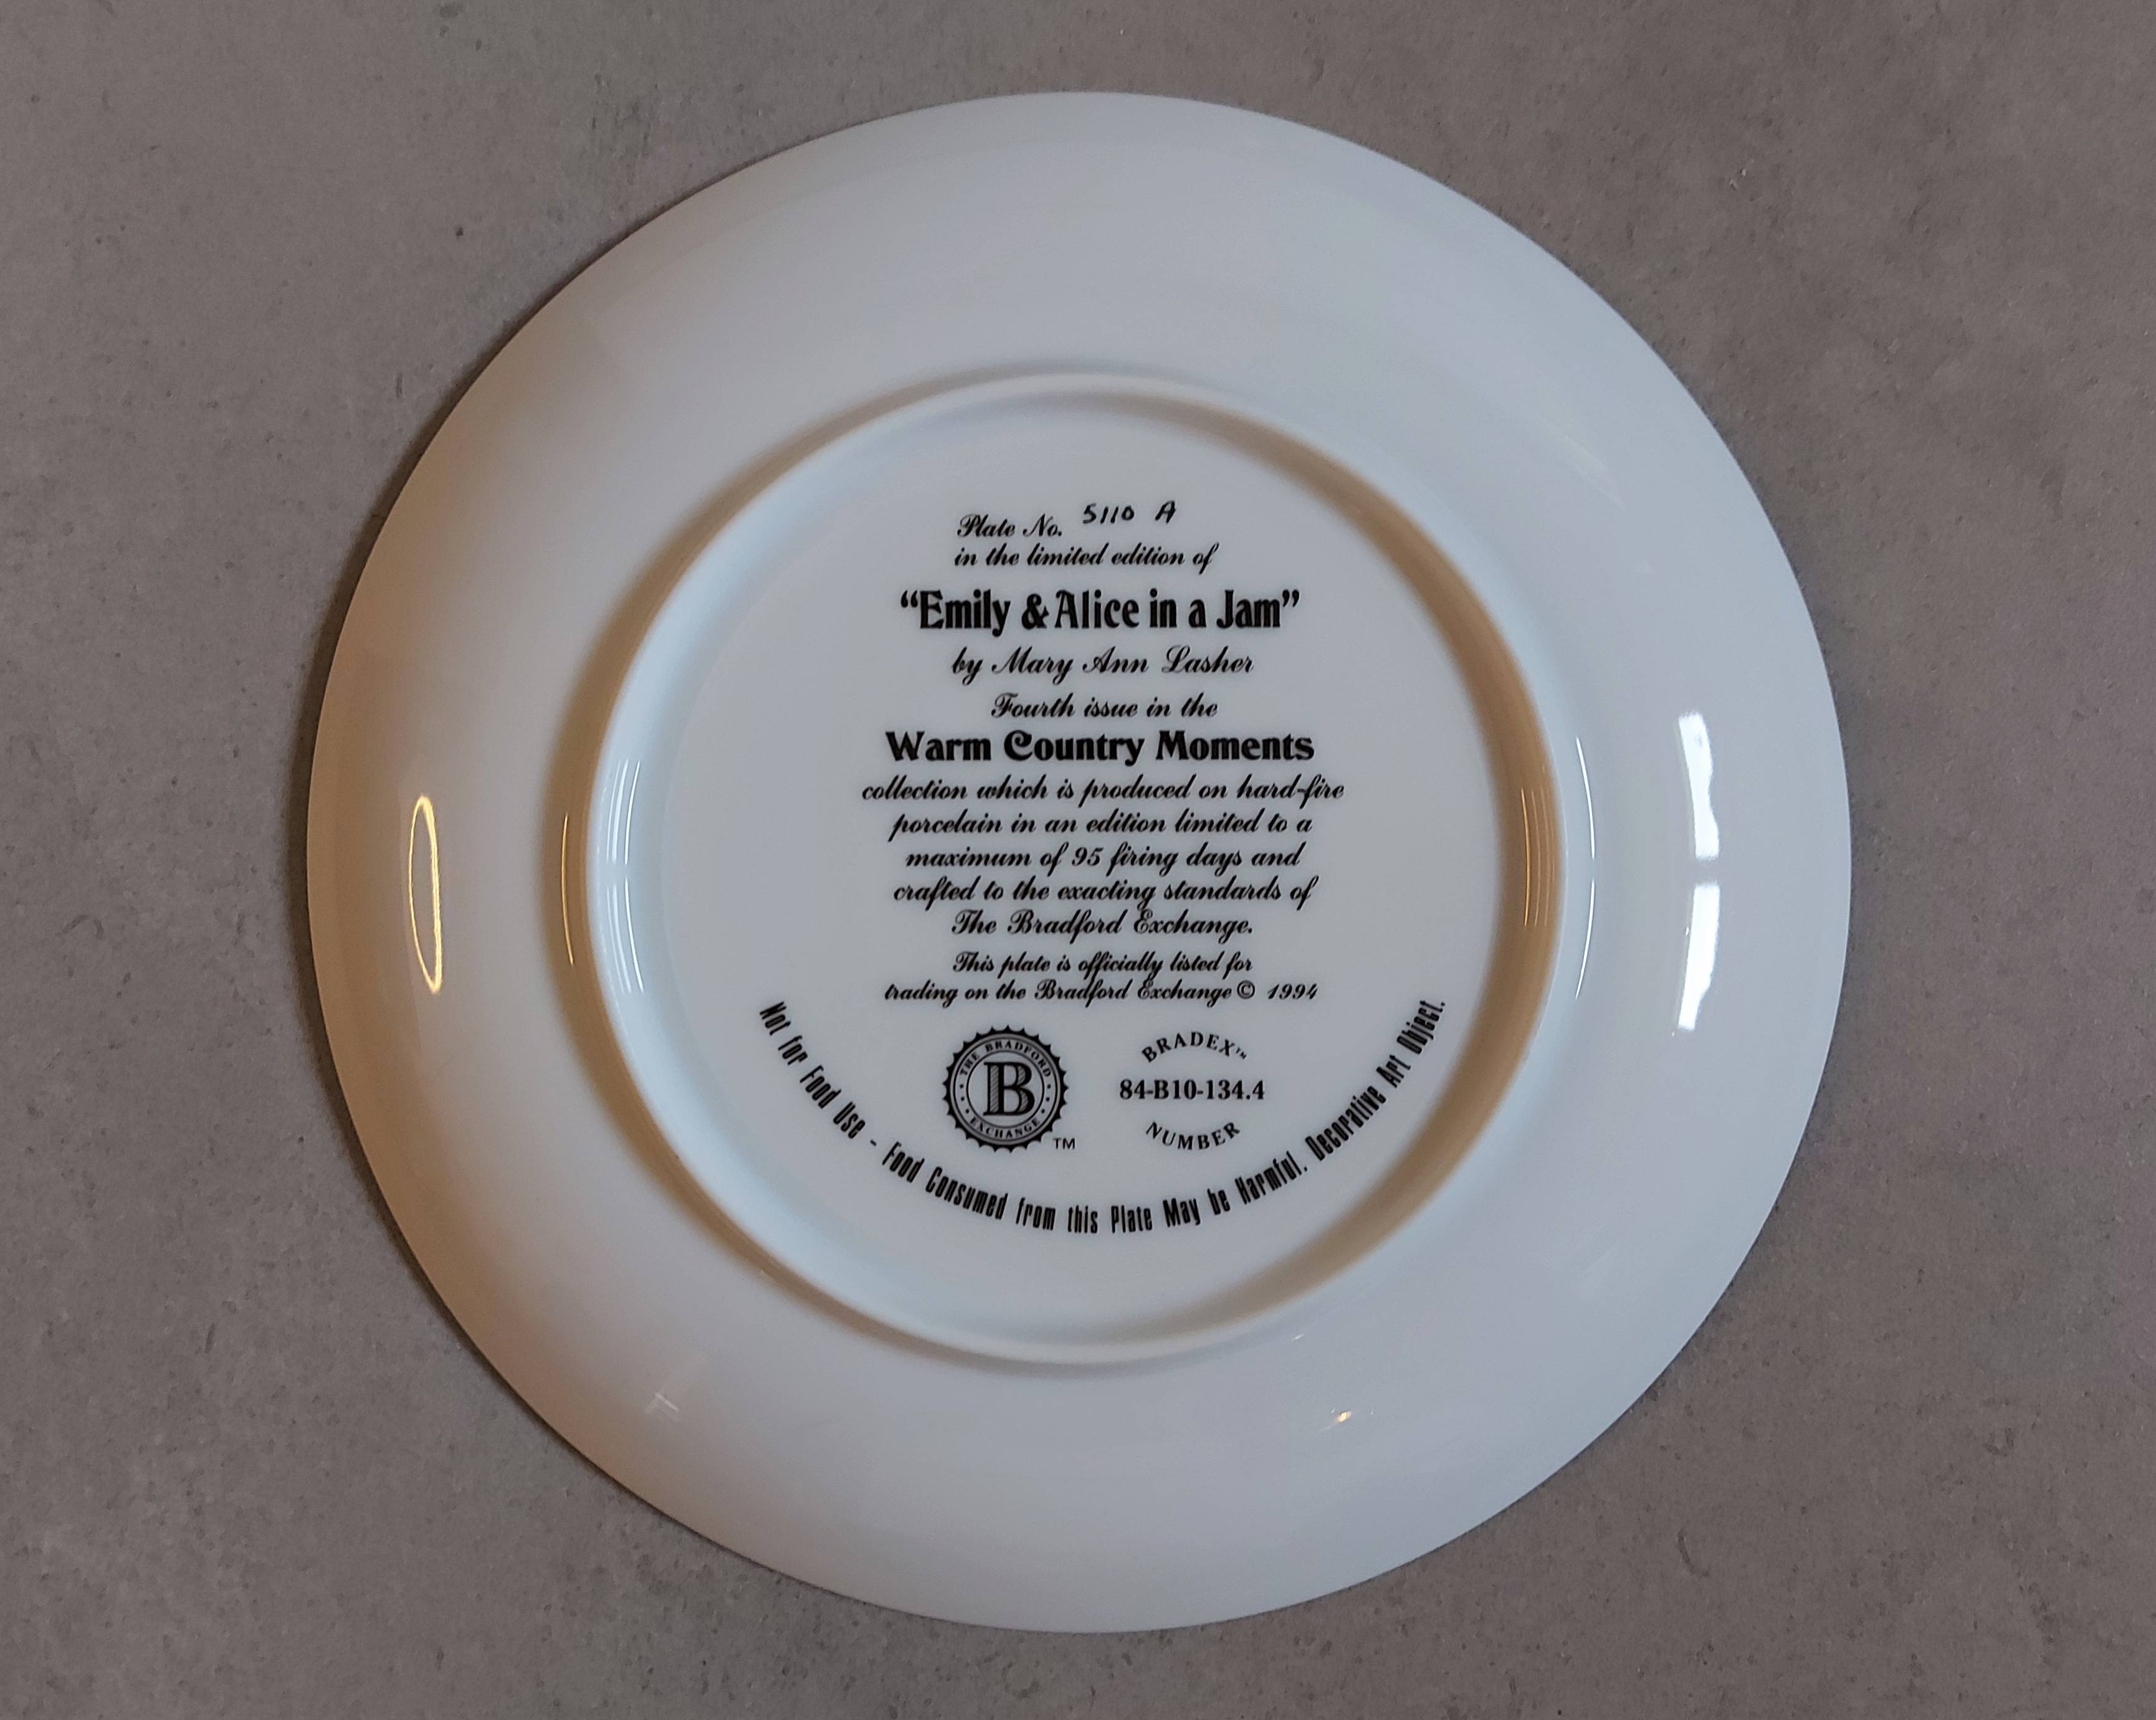 Plate No. 5110 A
in the limited edition of
“Emily & Alice in a Jam”
by Mary Ann Lasher
Fourth issue in the
Warm Country Moments
collection which is produced on hard-fire
porcelain in an edition limited to a
maximum of 95 firing days and
crafted to the exacting standards of
The Bradford Exchange.
This plate is officially listed for
trading on the Bradford Exchange © 1994
THE BRADFORD
B
EXCHANGE
TM
BRADEX™
84-B10-134.4
NUMBER
Not for Food Use - Food Consumed from this Plate May be Harmful. Decorative Art Object.